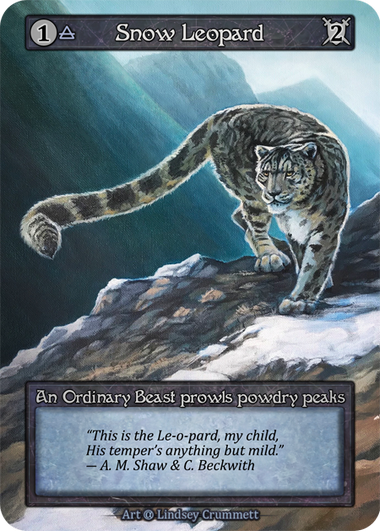 1 Snow Leopard 2
An Ordinary Beast prowls powdry peaks
“This is the Le-o-pard, my child,
His temper's anything but mild.”
— A. M. Shaw & C. Beckwith
Art @ Lindsey Crummett